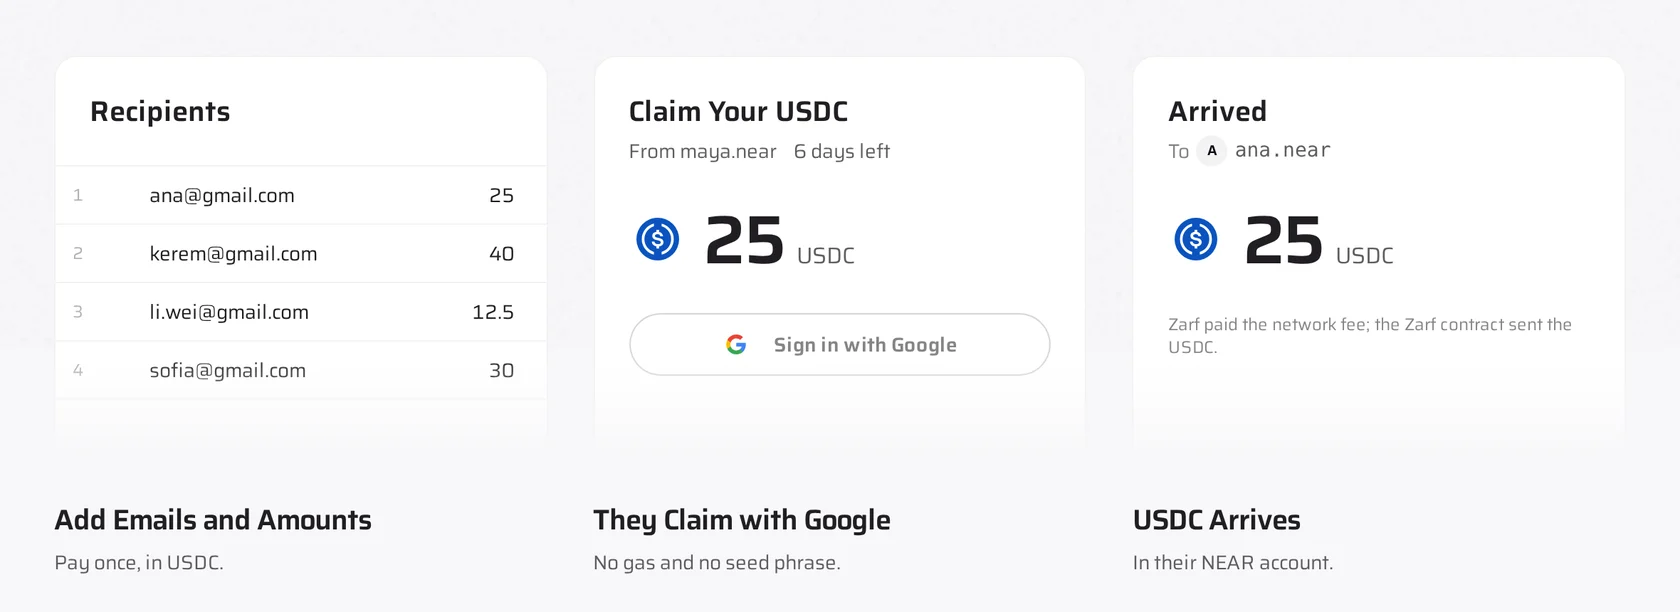 Recipients
1 ana@gmail.com 25
2 kerem@gmail.com 40
3 li.wei@gmail.com 12.5
4 sofia@gmail.com 30
Add Emails and Amounts
Pay once, in USDC.
Claim Your USDC
From maya.near 6 days left
25 USDC
Sign in with Google
They Claim with Google
No gas and no seed phrase.
Arrived
To A ana.near
25 USDC
Zarf paid the network fee; the Zarf contract sent the
USDC.
USDC Arrives
In their NEAR account.